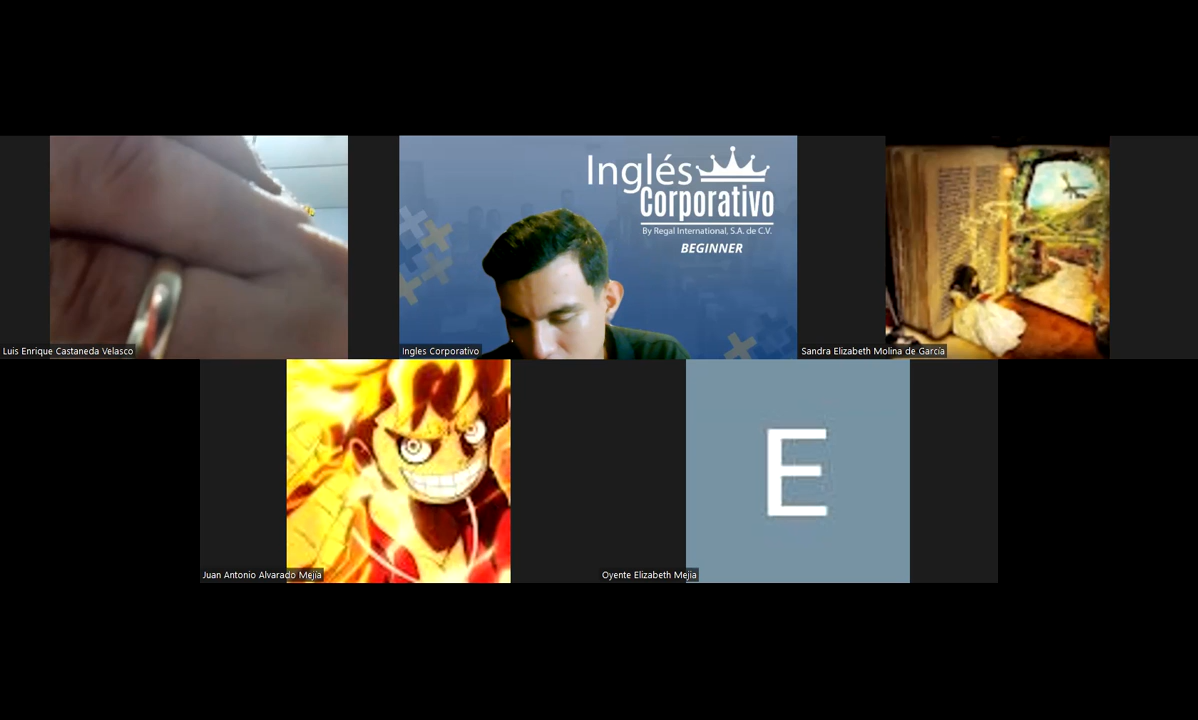 Inglés
Corporativo
By Regal International, S.A. de C.V.
BEGINNER
Luis Enrique Castaneda Velasco
Ingles Corporativo
Sandra Elizabeth Molina de García
E
Juan Antonio Alvarado Mejía
Oyente Elizabeth Mejia